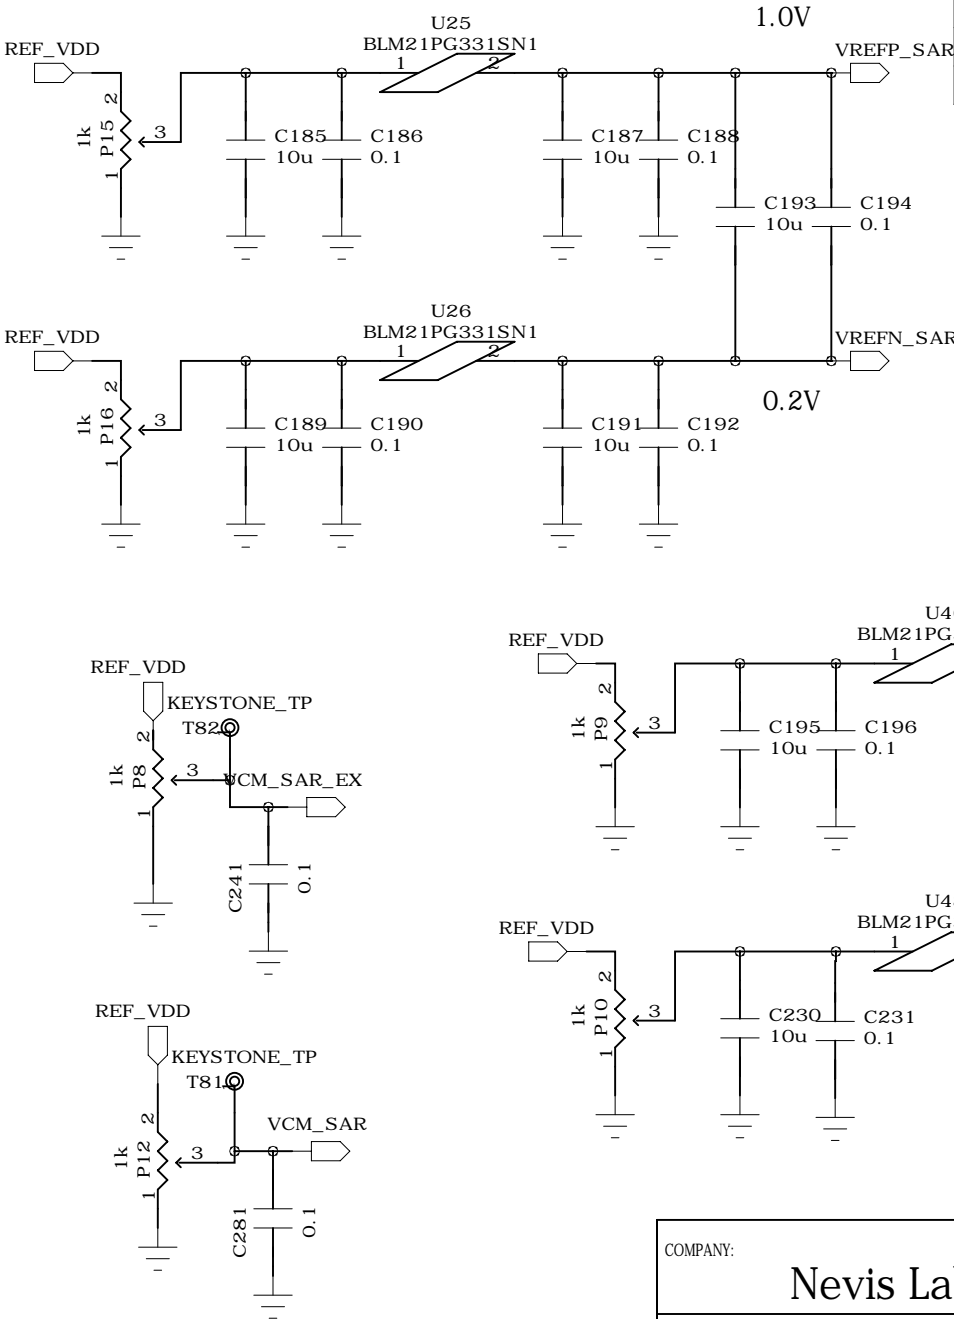 1.0V
U25
BLM21PG331SN1
REF_VDD
1
2
VREFP_SAR
2
1k
P15
3
1
C185
10u
C186
0.1
C187
10u
C188
0.1
C193
10u
C194
0.1
U26
BLM21PG331SN1
REF_VDD
1
2
VREFN_SAR
2
1k
P16
3
1
C189
10u
C190
0.1
C191
10u
C192
0.1
0.2V
REF_VDD
KEYSTONE_TP
T82
2
1k
P8
3
1
VCM_SAR_EX
C241
0.1
REF_VDD
BLM21PG
1
2
1k
P9
3
1
C195
10u
C196
0.1
REF_VDD
BLM21PG
1
2
1k
P10
3
1
C230
10u
C231
0.1
REF_VDD
KEYSTONE_TP
T81
2
1k
P12
3
1
VCM_SAR
C281
0.1
COMPANY:
Nevis La